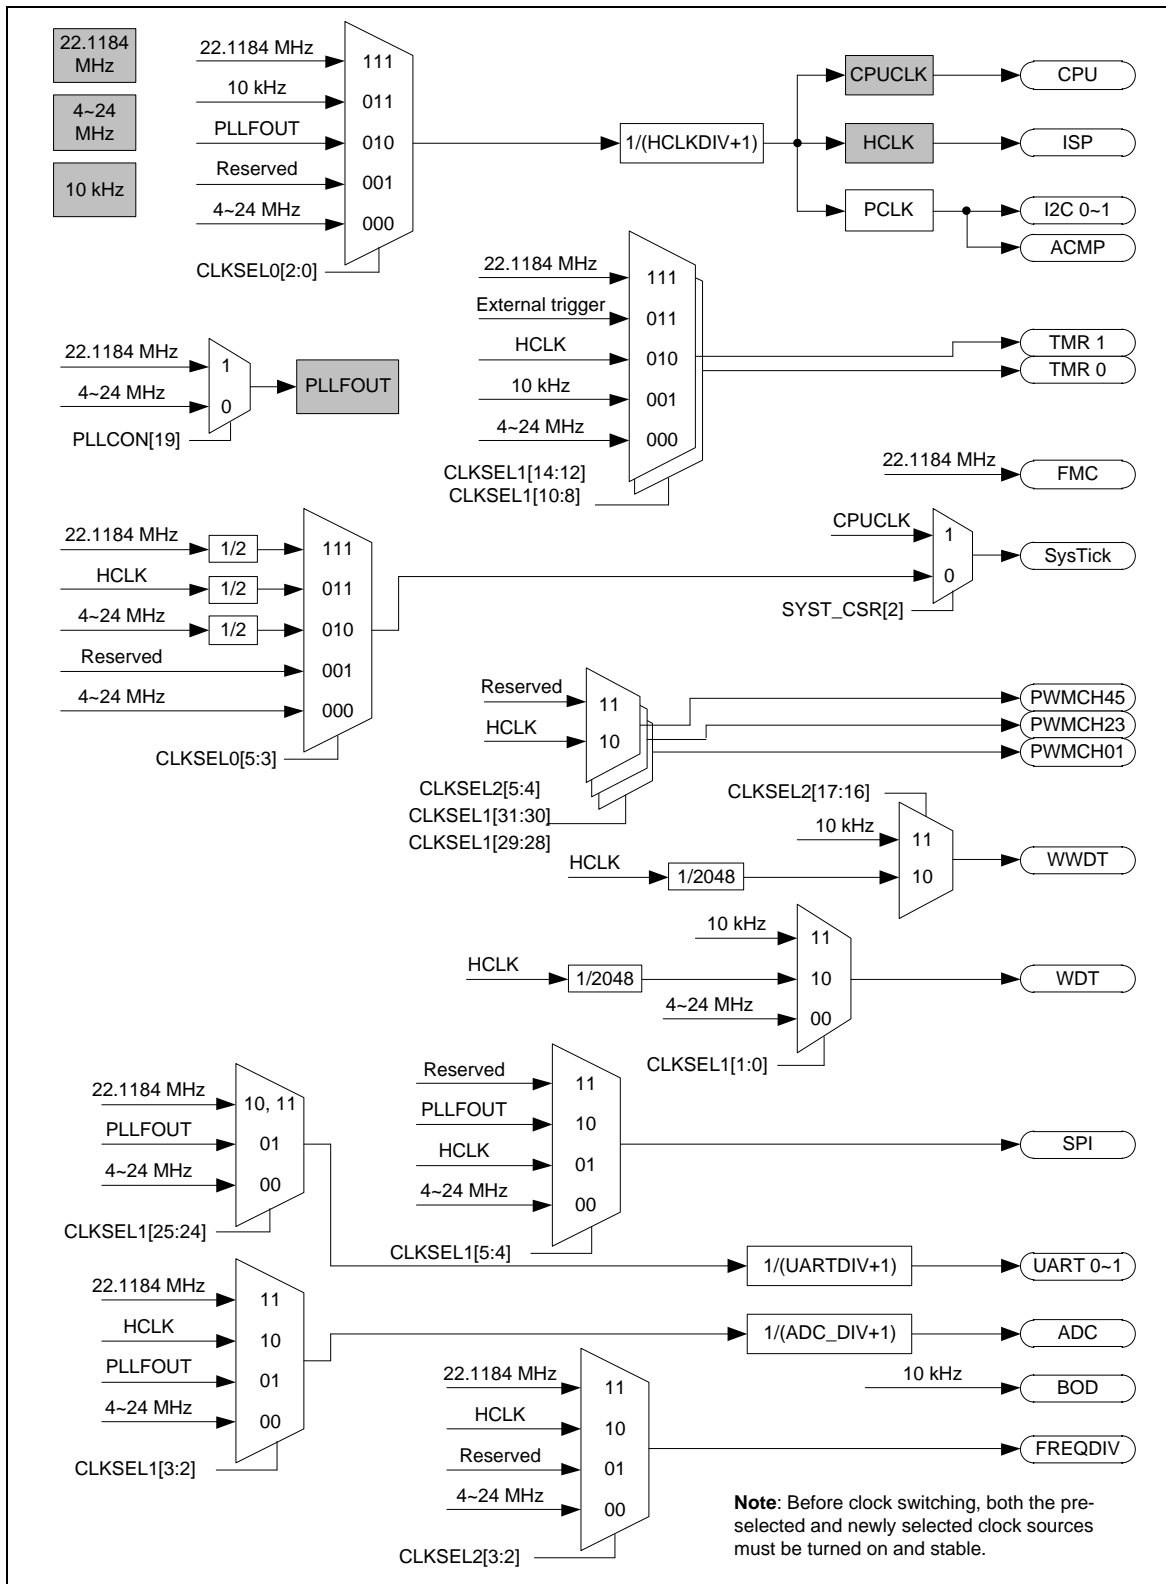 22.1184
MHz
4~24
MHz
10 kHz
22.1184 MHz
10 kHz
PLLFOUT
Reserved
4~24 MHz
111
011
010
001
000
CLKSEL0[2:0]
1/(HCLKDIV+1)
CPUCLK
HCLK
PCLK
CPU
ISP
I2C 0~1
ACMP
22.1184 MHz
External trigger
HCLK
10 kHz
4~24 MHz
111
011
010
001
000
CLKSEL1[14:12]
CLKSEL1[10:8]
TMR 1
TMR 0
22.1184 MHz
4~24 MHz
1
0
PLLCON[19]
PLLFOUT
22.1184 MHz
FMC
22.1184 MHz
HCLK
4~24 MHz
Reserved
4~24 MHz
1/2
1/2
1/2
111
011
010
001
000
CLKSEL0[5:3]
CPUCLK
1
0
SYST_CSR[2]
SysTick
Reserved
HCLK
11
10
CLKSEL2[5:4]
CLKSEL1[31:30]
CLKSEL1[29:28]
PWMCH45
PWMCH23
PWMCH01
CLKSEL2[17:16]
10 kHz
HCLK
1/2048
11
10
WWDT
10 kHz
HCLK
1/2048
4~24 MHz
11
10
00
CLKSEL1[1:0]
WDT
Reserved
PLLFOUT
HCLK
4~24 MHz
11
10
01
00
CLKSEL1[5:4]
SPI
22.1184 MHz
PLLFOUT
4~24 MHz
10, 11
01
00
CLKSEL1[25:24]
1/(UARTDIV+1)
UART 0~1
22.1184 MHz
HCLK
PLLFOUT
4~24 MHz
11
10
01
00
CLKSEL1[3:2]
1/(ADC_DIV+1)
ADC
10 kHz
BOD
22.1184 MHz
HCLK
Reserved
4~24 MHz
11
10
01
00
CLKSEL2[3:2]
FREQDIV
Note: Before clock switching, both the pre-
selected and newly selected clock sources
must be turned on and stable.